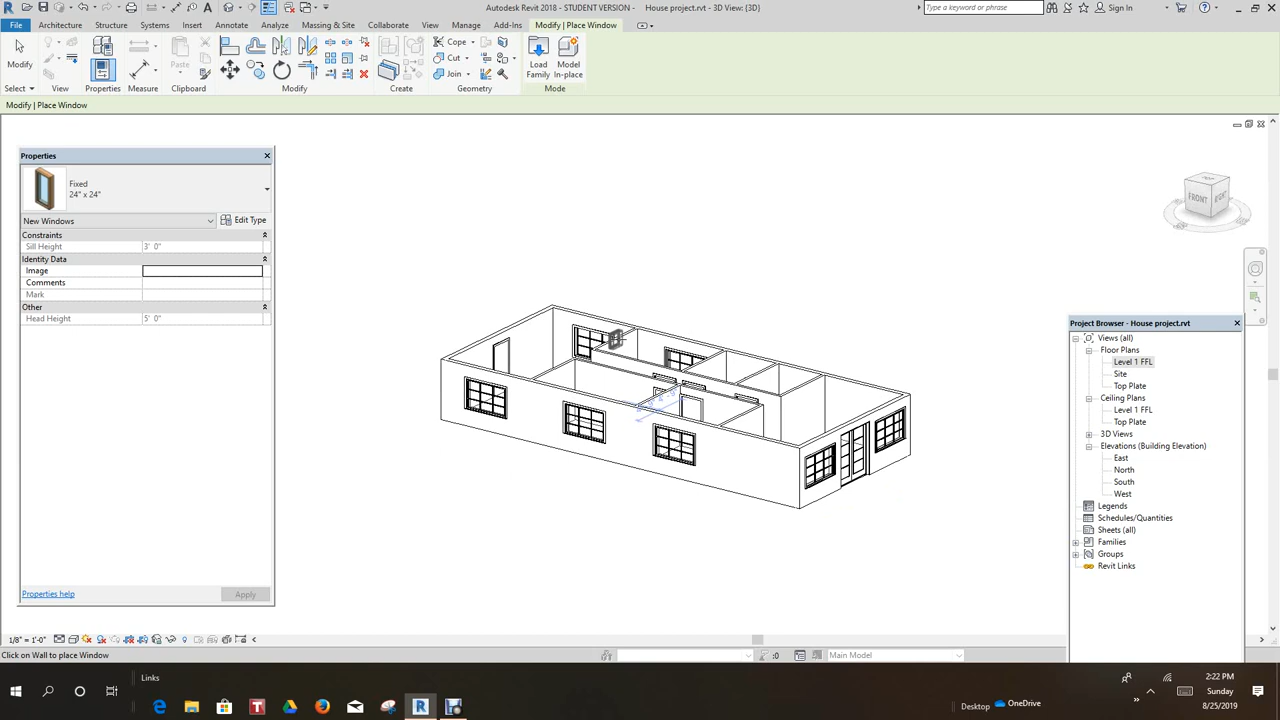 Autodesk Revit 2018 - STUDENT VERSION - House project.rvt - 3D View: {3D}
Type a keyword or phrase
Sign In
File Architecture Structure Systems Insert Annotate Analyze Massing & Site Collaborate View Manage Add-Ins Modify | Place Window
Modify
Paste
Cope
Cut
Join
Load Family
Model In-place
Select View Properties Measure Clipboard Modify Create Geometry Mode
Modify | Place Window
Properties
Fixed
24" x 24"
New Windows
Edit Type
Constraints
Sill Height 3' 0"
Identity Data
Image
Comments
Mark
Other
Head Height 5' 0"
Properties help
Apply
TOP
FRONT
RIGHT
Project Browser - House project.rvt
Views (all)
Floor Plans
Level 1 FFL
Site
Top Plate
Ceiling Plans
Level 1 FFL
Top Plate
3D Views
Elevations (Building Elevation)
East
North
South
West
Legends
Schedules/Quantities
Sheets (all)
Families
Groups
Revit Links
1/8" = 1'-0"
Click on Wall to place Window
:0
Main Model
Links
Desktop
OneDrive
2:22 PM
Sunday
8/25/2019